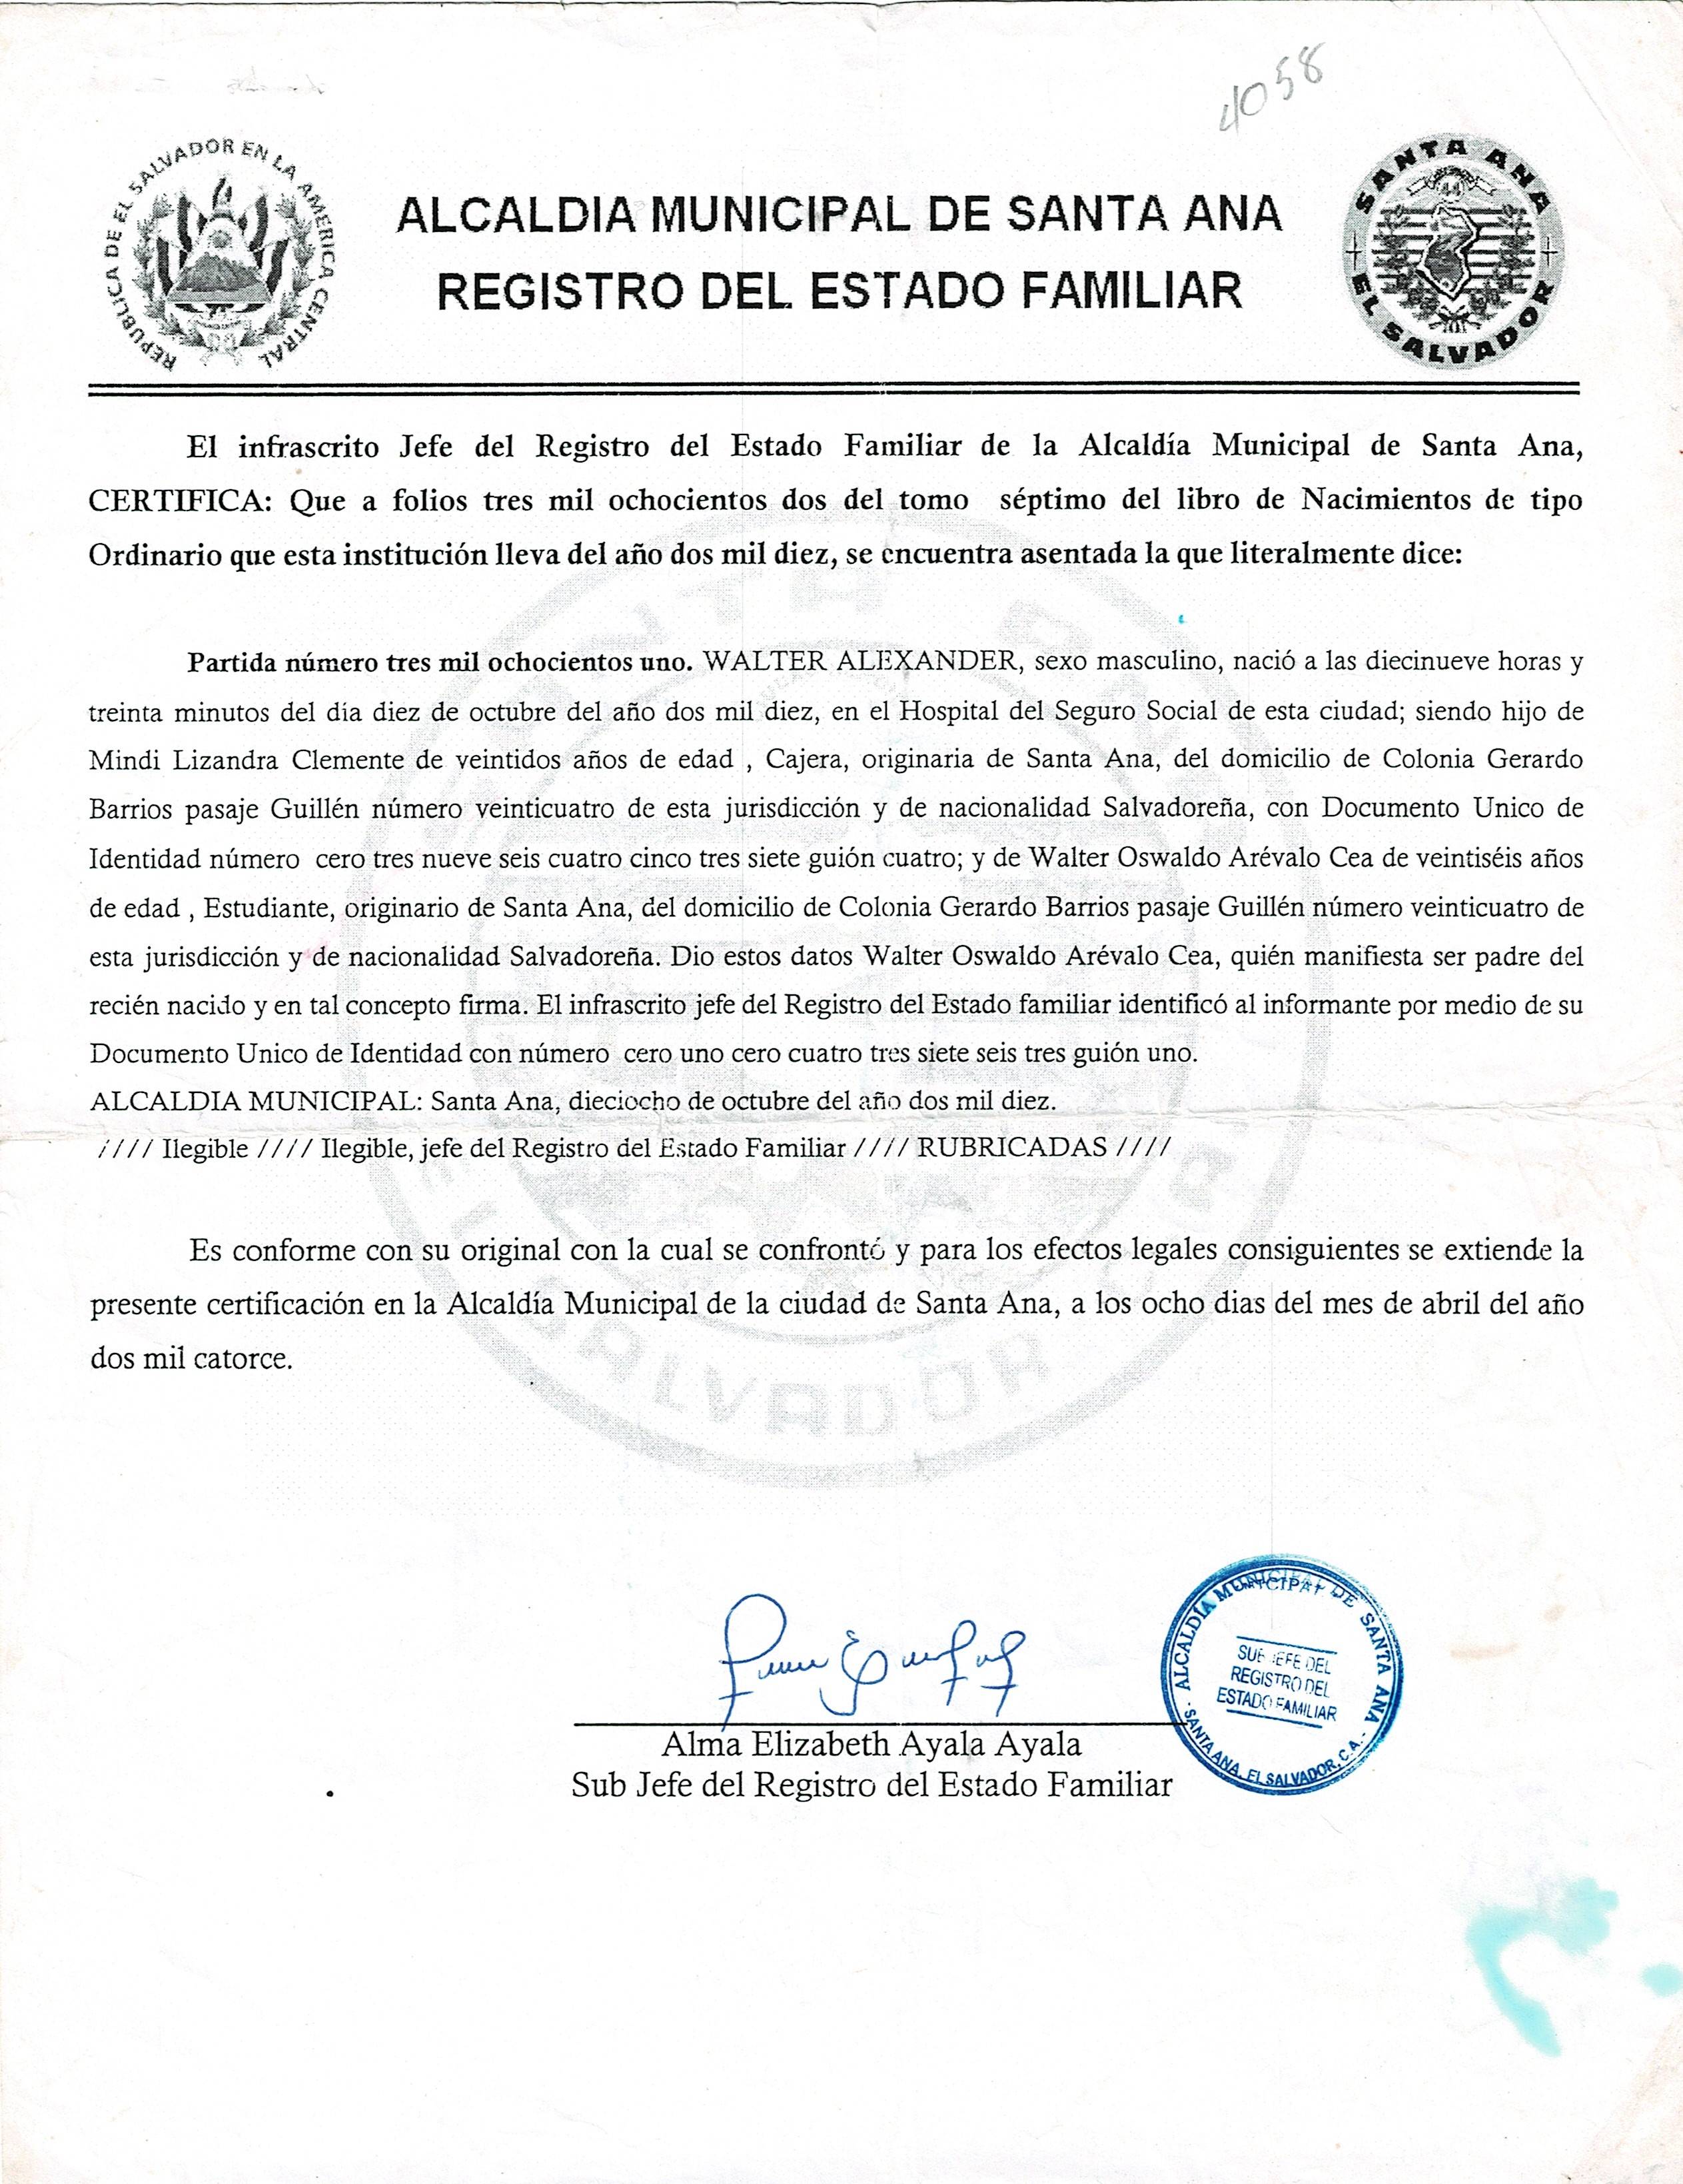 4058
REPUBLICA DE EL SALVADOR EN LA AMERICA CENTRAL
SANTA ANA
EL SALVADOR
ALCALDIA MUNICIPAL DE SANTA ANA
REGISTRO DEL ESTADO FAMILIAR
El infrascrito Jefe del Registro del Estado Familiar de la Alcaldía Municipal de Santa Ana,
CERTIFICA: Que a folios tres mil ochocientos dos del tomo séptimo del libro de Nacimientos de tipo
Ordinario que esta institución lleva del año dos mil diez, se encuentra asentada la que literalmente dice:
Partida número tres mil ochocientos uno. WALTER ALEXANDER, sexo masculino, nació a las diecinueve horas y
treinta minutos del día diez de octubre del año dos mil diez, en el Hospital del Seguro Social de esta ciudad; siendo hijo de
Mindi Lizandra Clemente de veintidos años de edad , Cajera, originaria de Santa Ana, del domicilio de Colonia Gerardo
Barrios pasaje Guillén número veinticuatro de esta jurisdicción y de nacionalidad Salvadoreña, con Documento Unico de
Identidad número cero tres nueve seis cuatro cinco tres siete guión cuatro; y de Walter Oswaldo Arévalo Cea de veintiséis años
de edad , Estudiante, originario de Santa Ana, del domicilio de Colonia Gerardo Barrios pasaje Guillén número veinticuatro de
esta jurisdicción y de nacionalidad Salvadoreña. Dio estos datos Walter Oswaldo Arévalo Cea, quién manifiesta ser padre del
recién nacido y en tal concepto firma. El infrascrito jefe del Registro del Estado familiar identificó al informante por medio de su
Documento Unico de Identidad con número cero uno cero cuatro tres siete seis tres guión uno.
ALCALDIA MUNICIPAL: Santa Ana, dieciocho de octubre del año dos mil diez.
//// Ilegible //// Ilegible, jefe del Registro del Estado Familiar //// RUBRICADAS ////
Es conforme con su original con la cual se confrontó y para los efectos legales consiguientes se extiende la
presente certificación en la Alcaldía Municipal de la ciudad de Santa Ana, a los ocho dias del mes de abril del año
dos mil catorce.
Alma Elizabeth Ayala Ayala
Sub Jefe del Registro del Estado Familiar
ALCALDÍA MUNICIPAL DE SANTA ANA
SUB JEFE DEL
REGISTRO DEL
ESTADO FAMILIAR
SANTA ANA, EL SALVADOR, C.A.